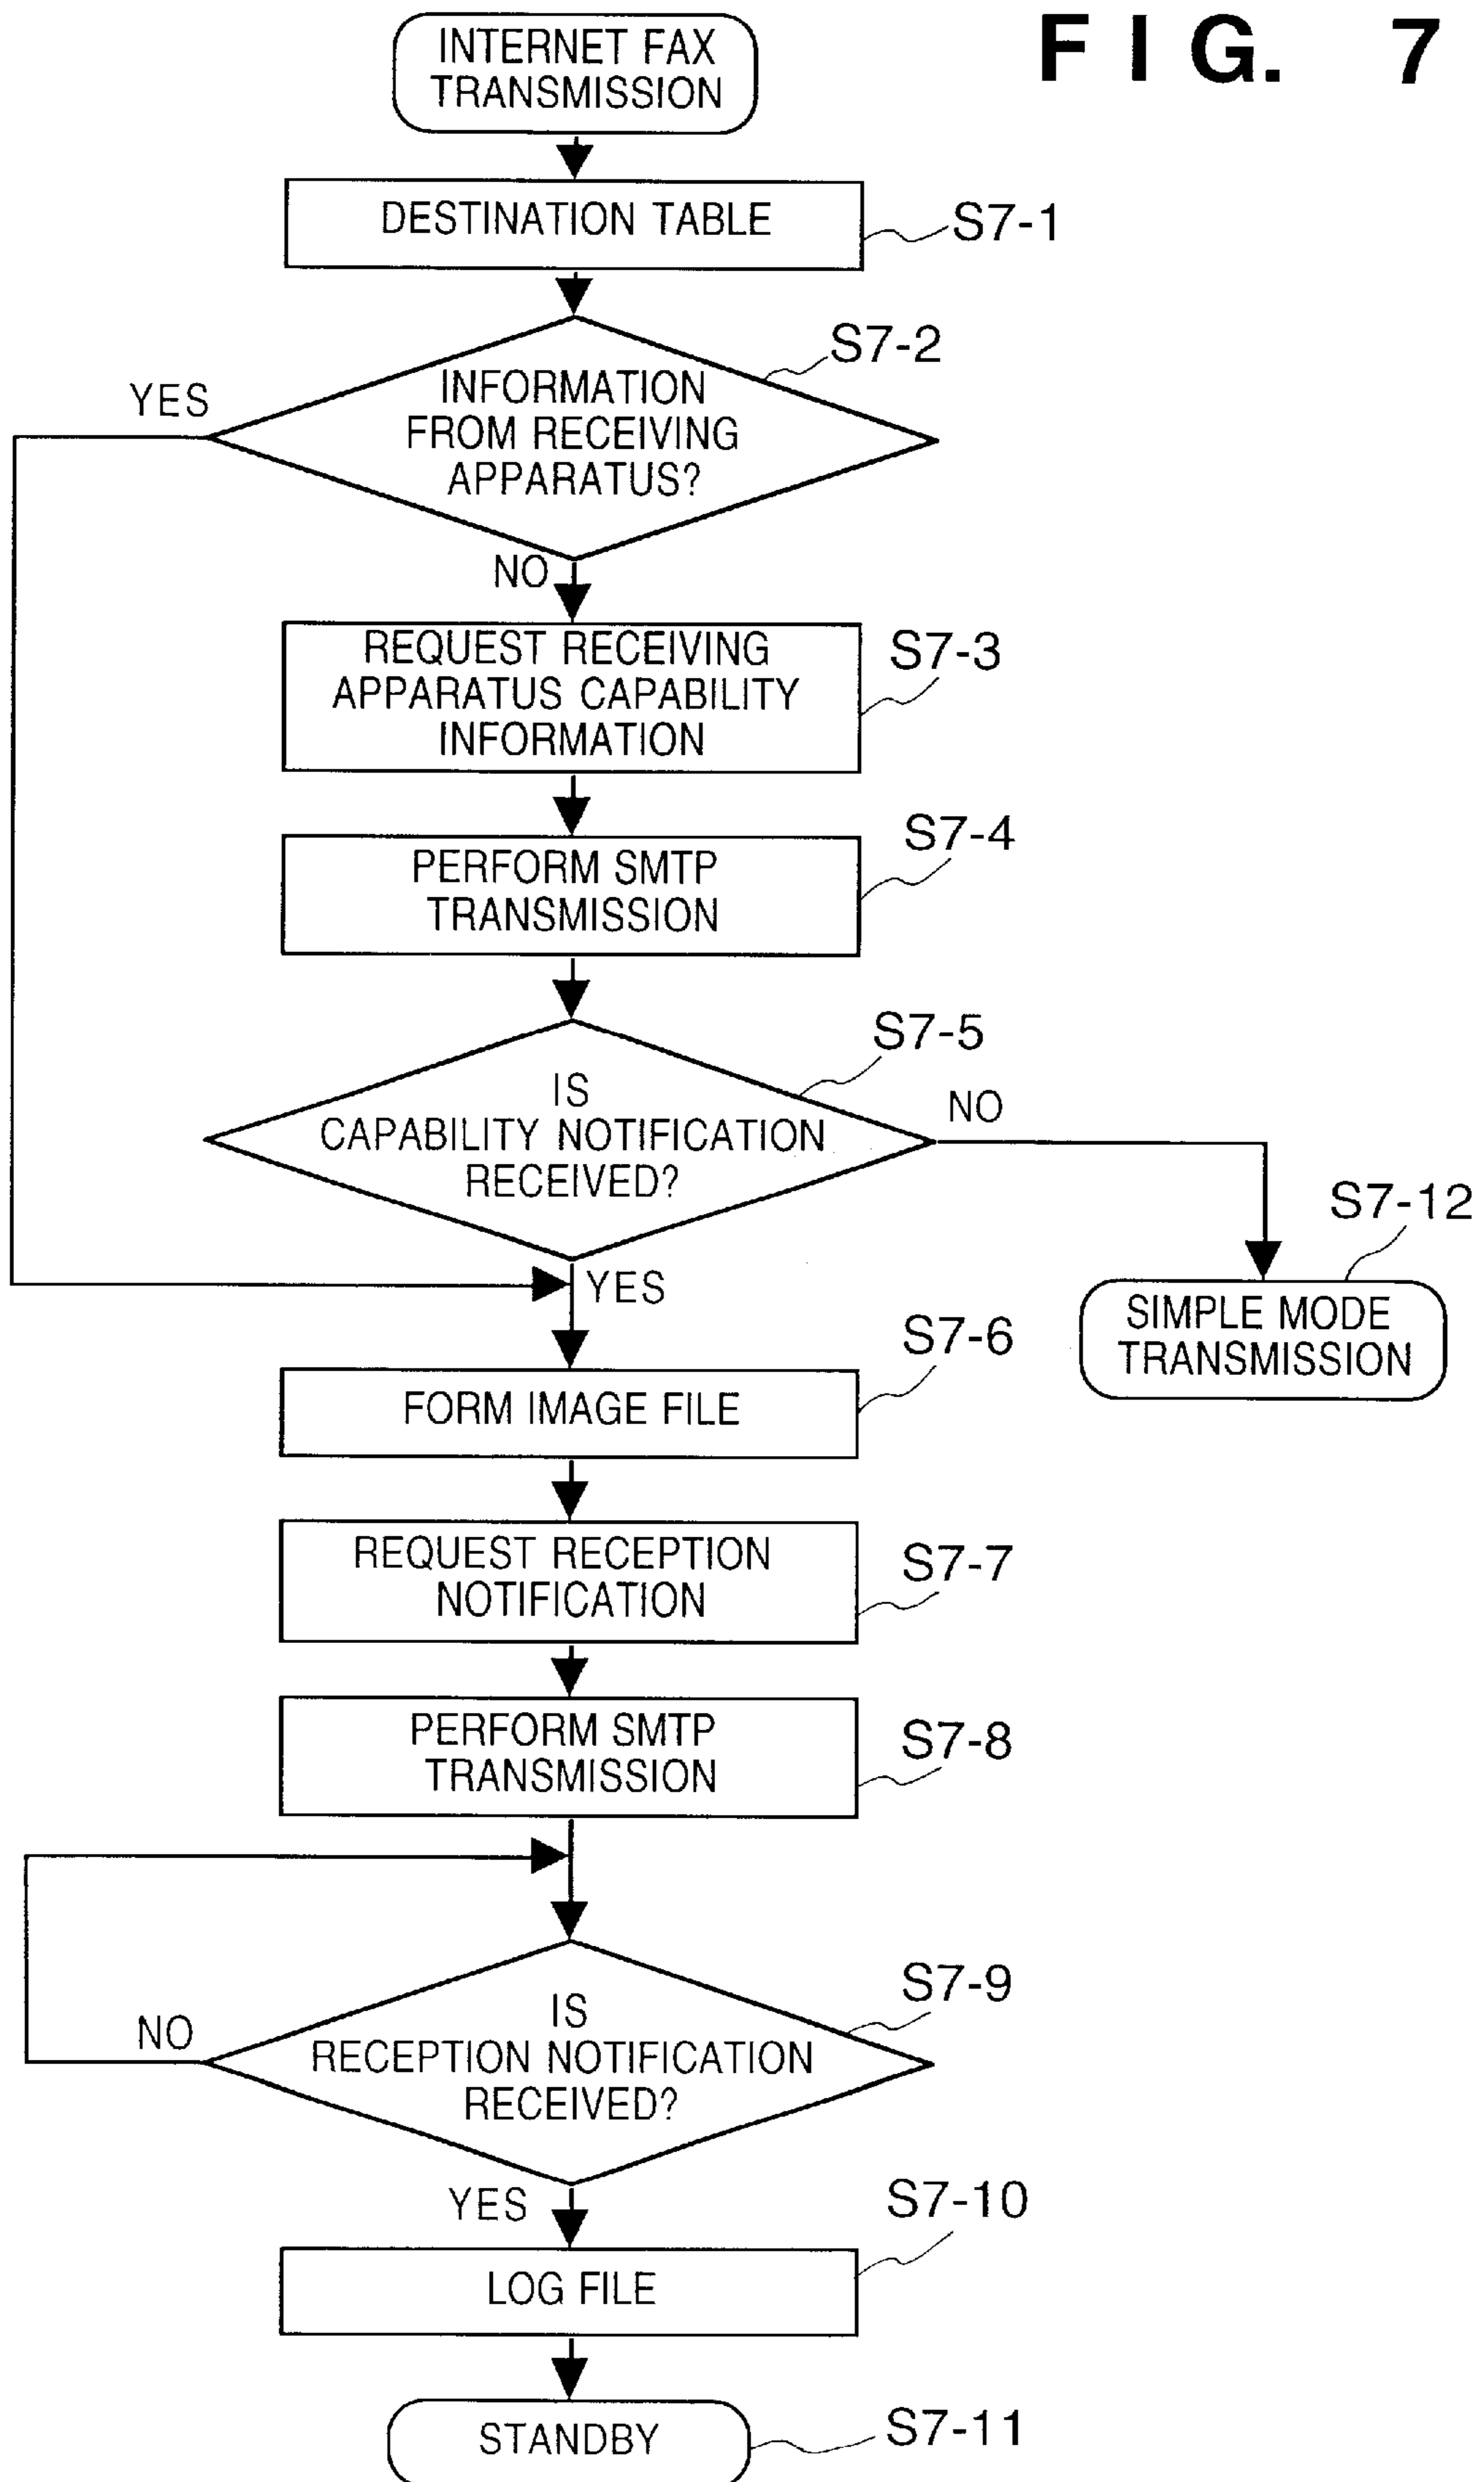 FIG. 7
INTERNET FAX
TRANSMISSION
DESTINATION TABLE
S7-1
S7-2
YES
INFORMATION
FROM RECEIVING
APPARATUS?
NO
REQUEST RECEIVING
APPARATUS CAPABILITY
INFORMATION
S7-3
PERFORM SMTP
TRANSMISSION
S7-4
S7-5
IS
CAPABILITY NOTIFICATION
RECEIVED?
NO
YES
S7-12
SIMPLE MODE
TRANSMISSION
S7-6
FORM IMAGE FILE
REQUEST RECEPTION
NOTIFICATION
S7-7
PERFORM SMTP
TRANSMISSION
S7-8
S7-9
IS
RECEPTION NOTIFICATION
RECEIVED?
NO
YES
S7-10
LOG FILE
STANDBY
S7-11